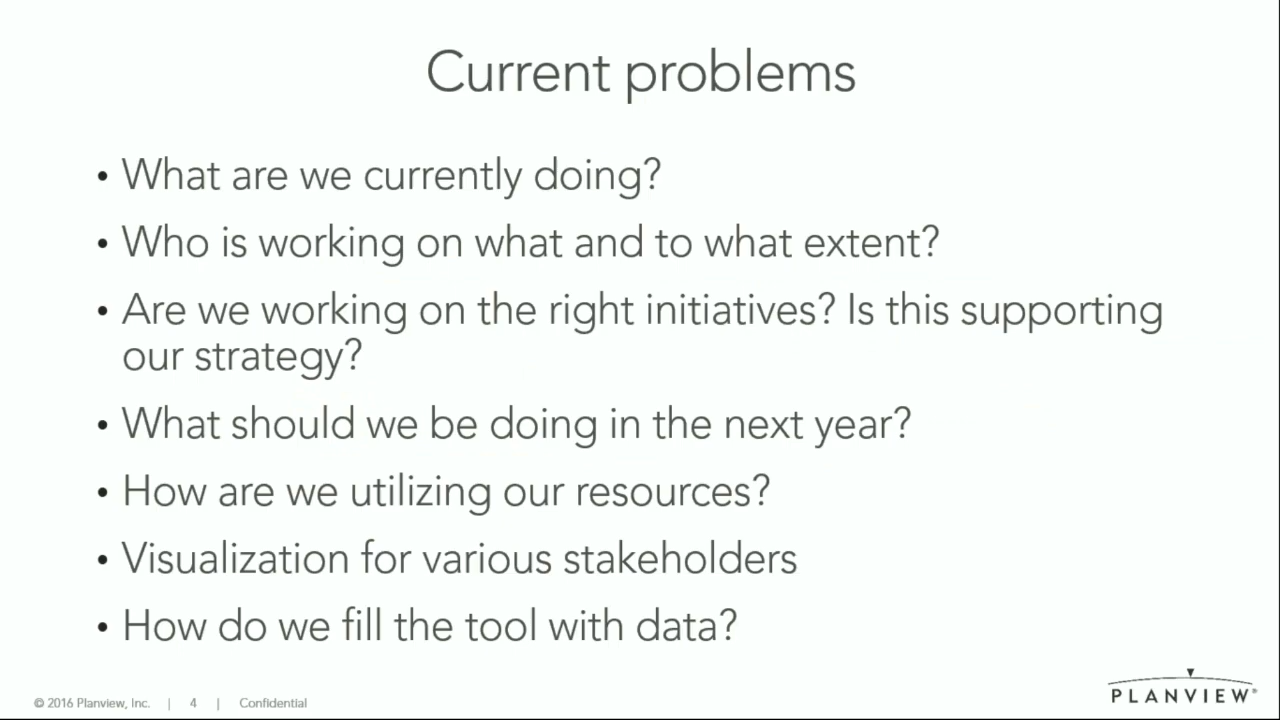 Current problems
• What are we currently doing?
• Who is working on what and to what extent?
• Are we working on the right initiatives? Is this supporting
our strategy?
• What should we be doing in the next year?
• How are we utilizing our resources?
• Visualization for various stakeholders
• How do we fill the tool with data?
© 2016 Planview, Inc. | 4 | Confidential
PLANVIEW®